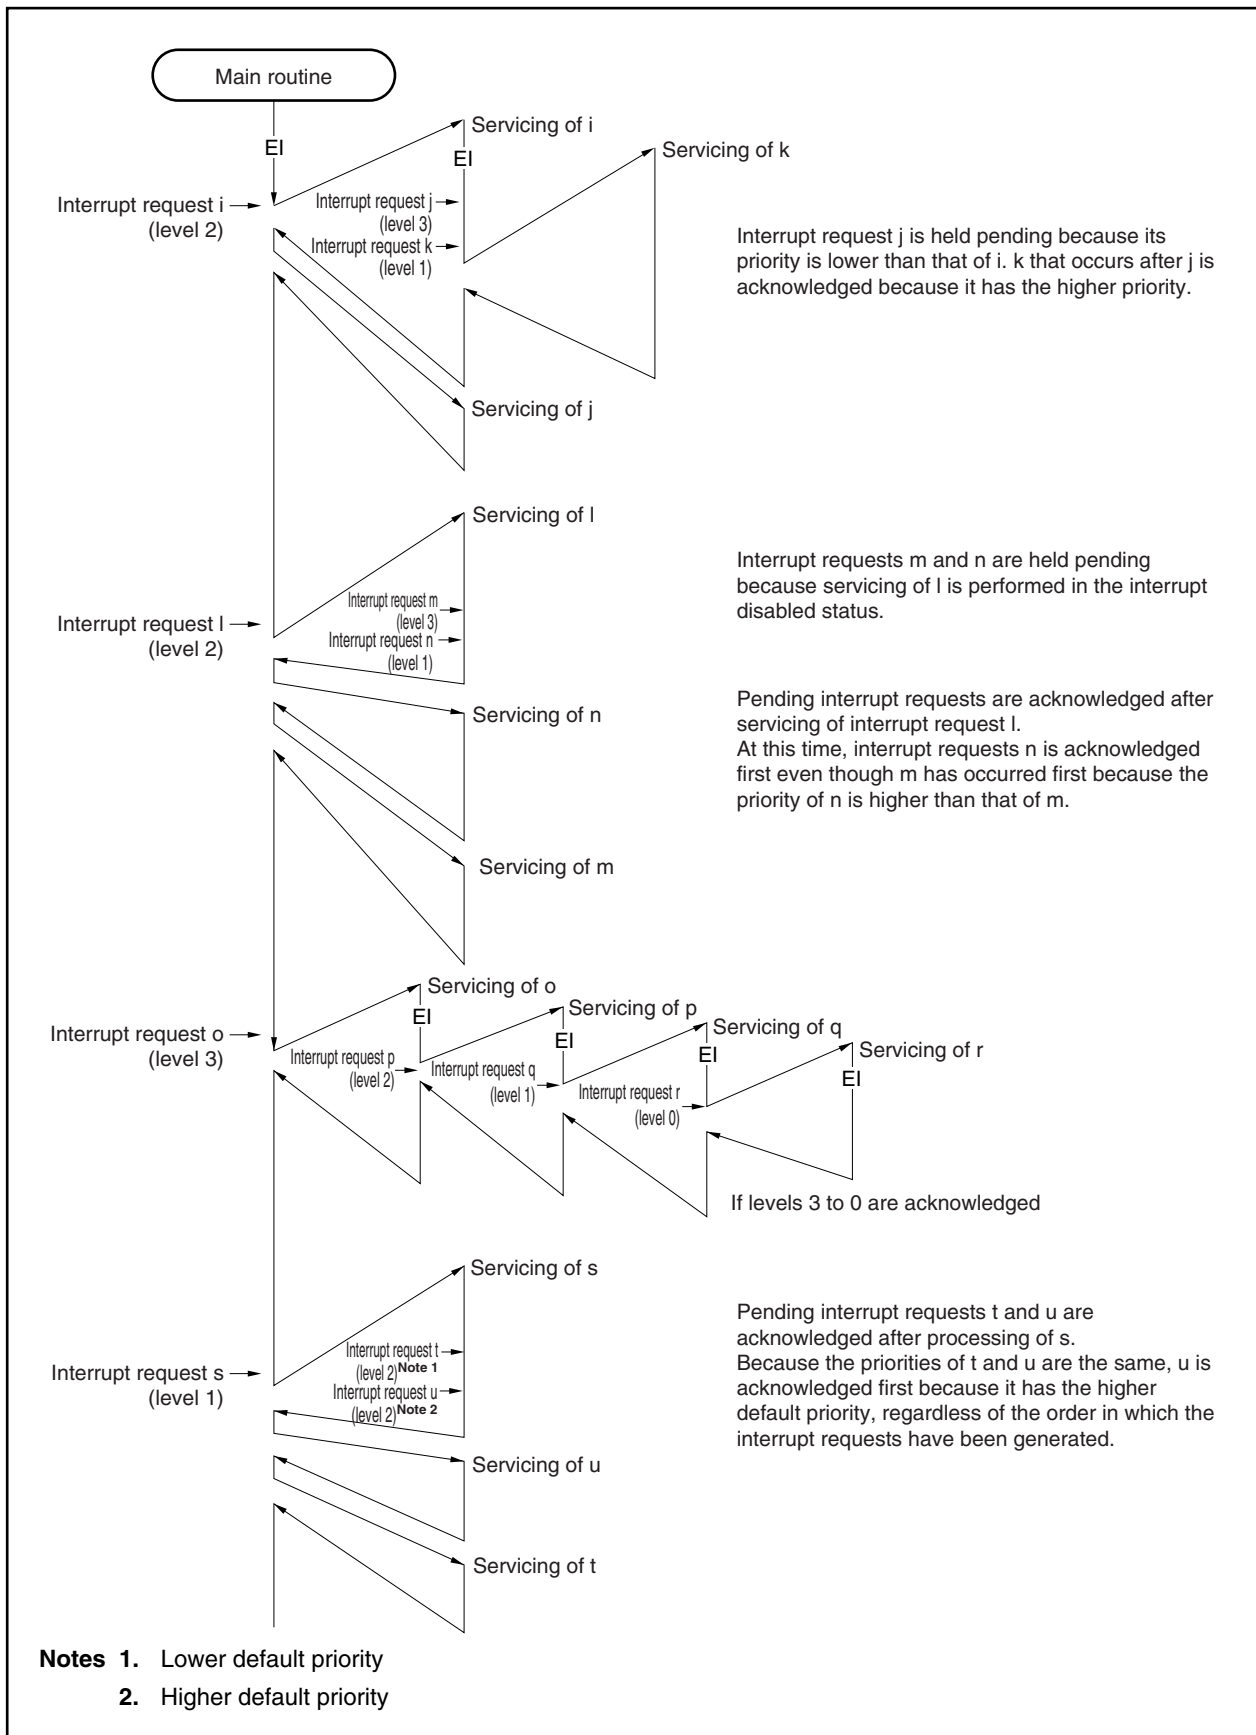 Main routine
EI
Servicing of i
EI
Servicing of k
Interrupt request i
(level 2)
Interrupt request j
(level 3)
Interrupt request k
(level 1)
Interrupt request j is held pending because its
priority is lower than that of i. k that occurs after j is
acknowledged because it has the higher priority.
Servicing of j
Servicing of l
Interrupt request l
(level 2)
Interrupt request m
(level 3)
Interrupt request n
(level 1)
Interrupt requests m and n are held pending
because servicing of l is performed in the interrupt
disabled status.
Servicing of n
Pending interrupt requests are acknowledged after
servicing of interrupt request l.
At this time, interrupt requests n is acknowledged
first even though m has occurred first because the
priority of n is higher than that of m.
Servicing of m
Interrupt request o
(level 3)
Servicing of o
EI
Interrupt request p
(level 2)
Servicing of p
EI
Interrupt request q
(level 1)
Servicing of q
EI
Interrupt request r
(level 0)
Servicing of r
EI
If levels 3 to 0 are acknowledged
Servicing of s
Interrupt request s
(level 1)
Interrupt request t
(level 2)Note 1
Interrupt request u
(level 2)Note 2
Pending interrupt requests t and u are
acknowledged after processing of s.
Because the priorities of t and u are the same, u is
acknowledged first because it has the higher
default priority, regardless of the order in which the
interrupt requests have been generated.
Servicing of u
Servicing of t
Notes 1. Lower default priority
2. Higher default priority